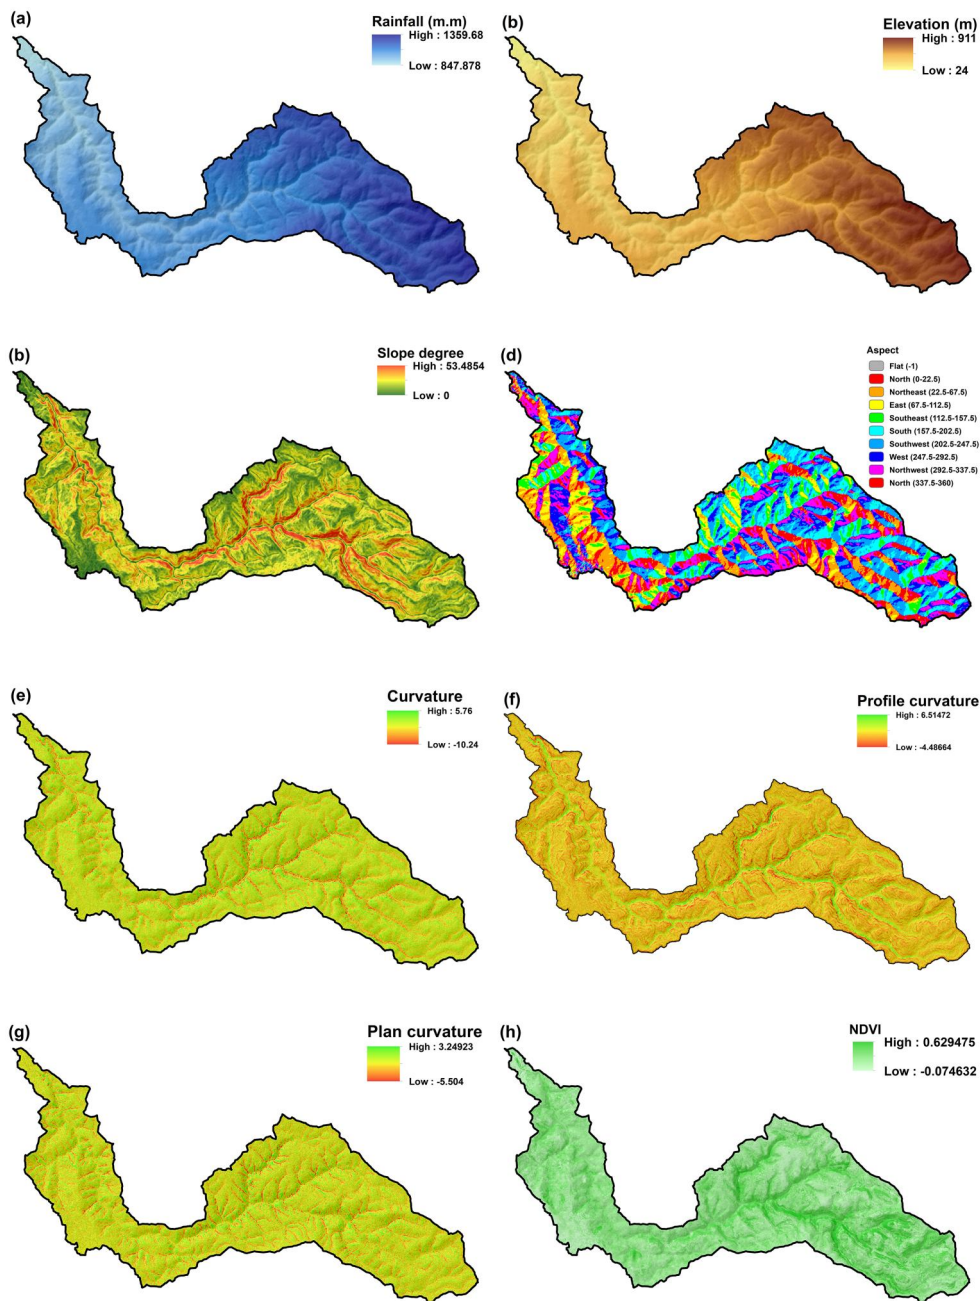 (a)
Rainfall (m.m)
High : 1359.68
Low : 847.878
(b)
Elevation (m)
High : 911
Low : 24
(b)
Slope degree
High : 53.4854
Low : 0
(d)
Aspect
Flat (-1)
North (0-22.5)
Northeast (22.5-67.5)
East (67.5-112.5)
Southeast (112.5-157.5)
South (157.5-202.5)
Southwest (202.5-247.5)
West (247.5-292.5)
Northwest (292.5-337.5)
North (337.5-360)
(e)
Curvature
High : 5.76
Low : -10.24
(f)
Profile curvature
High : 6.51472
Low : -4.48664
(g)
Plan curvature
High : 3.24923
Low : -5.504
(h)
NDVI
High : 0.629475
Low : -0.074632